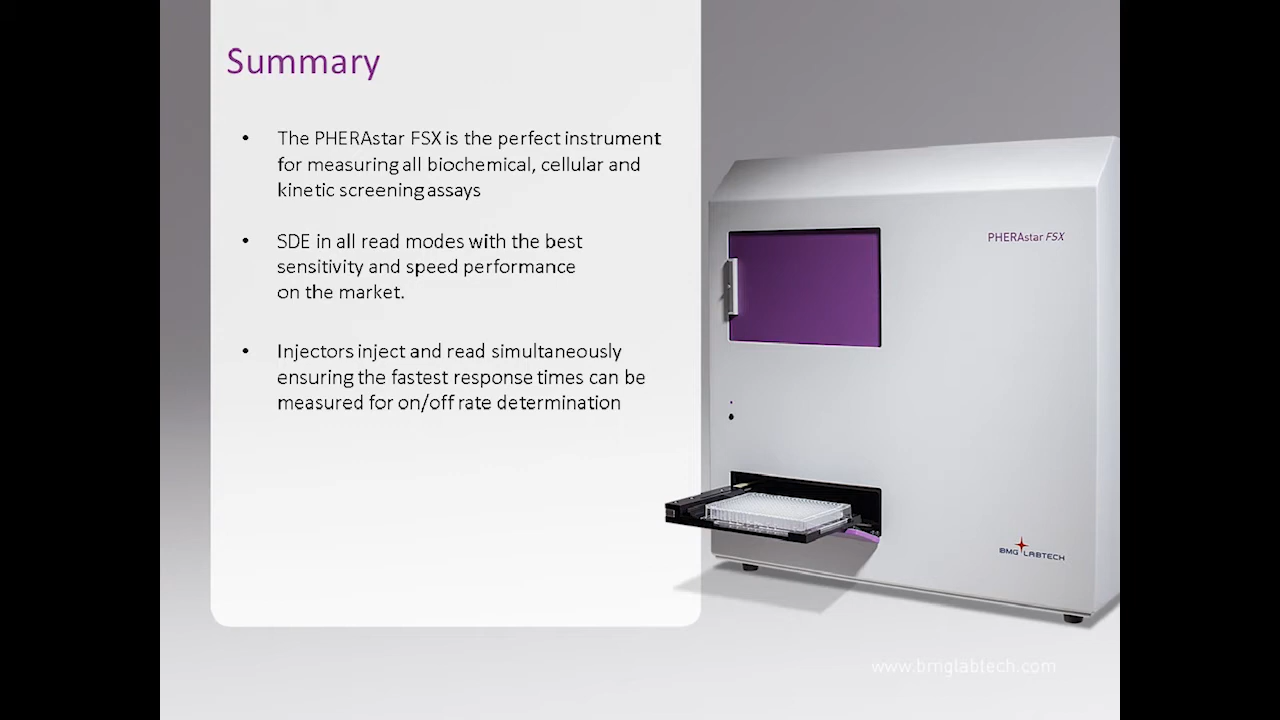 Summary
• The PHERAstar FSX is the perfect instrument
for measuring all biochemical, cellular and
kinetic screening assays
• SDE in all read modes with the best
sensitivity and speed performance
on the market.
• Injectors inject and read simultaneously
ensuring the fastest response times can be
measured for on/off rate determination
PHERAstar FSX
BMG LABTECH
www.bmglabtech.com